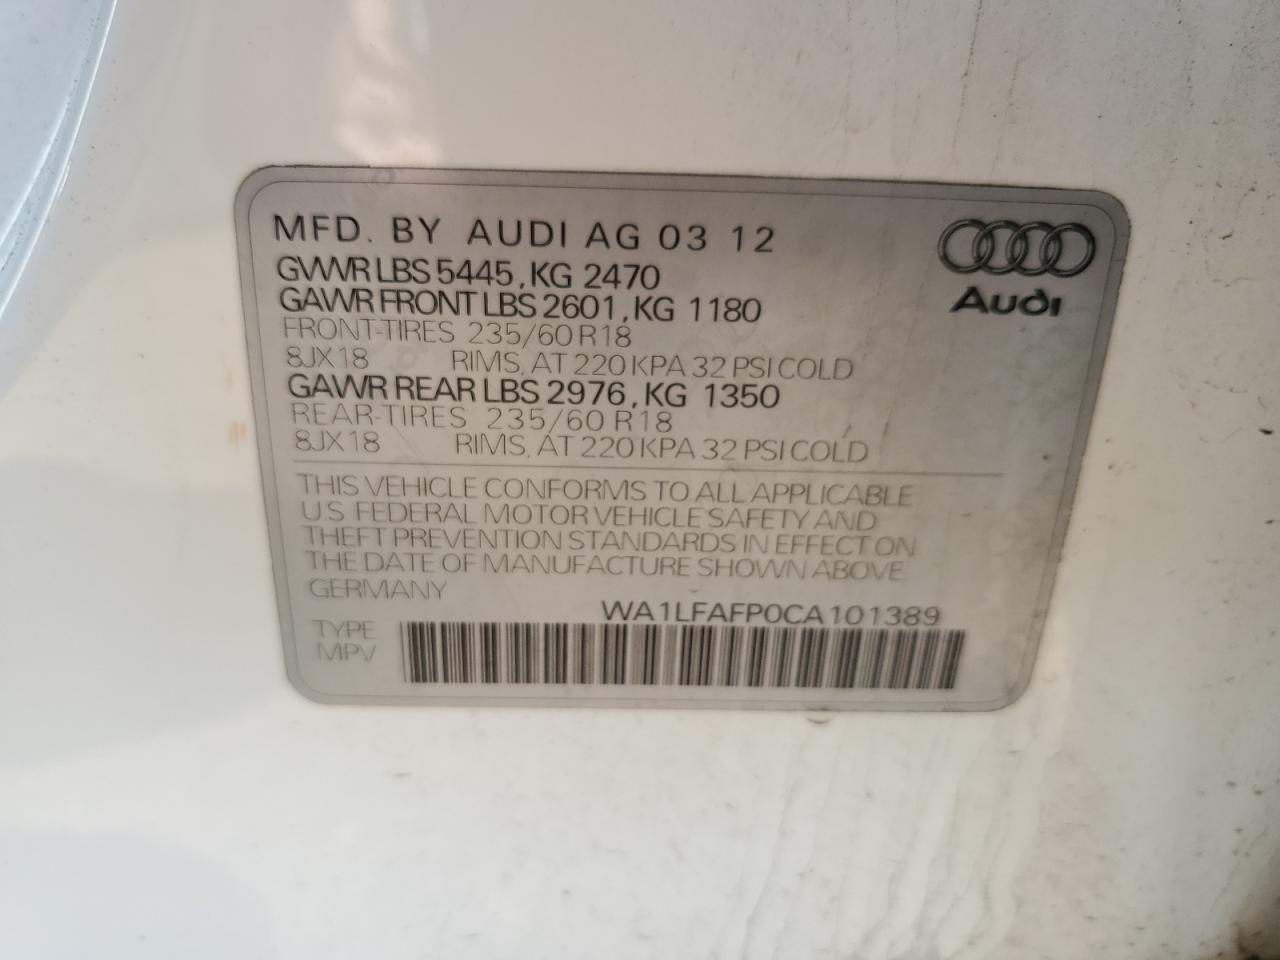 MFD. BY AUDI AG 03 12
GVWR LBS 5445, KG 2470
GAWR FRONT LBS 2601, KG 1180
FRONT-TIRES 235/60 R18
8JX18 RIMS, AT 220 KPA 32 PSI COLD
GAWR REAR LBS 2976, KG 1350
REAR-TIRES 235/60 R18
8JX18 RIMS, AT 220 KPA 32 PSI COLD
Audi
THIS VEHICLE CONFORMS TO ALL APPLICABLE
U.S. FEDERAL MOTOR VEHICLE SAFETY AND
THEFT PREVENTION STANDARDS IN EFFECT ON
THE DATE OF MANUFACTURE SHOWN ABOVE
GERMANY
WA1LFAFP0CA101389
TYPE
MPV